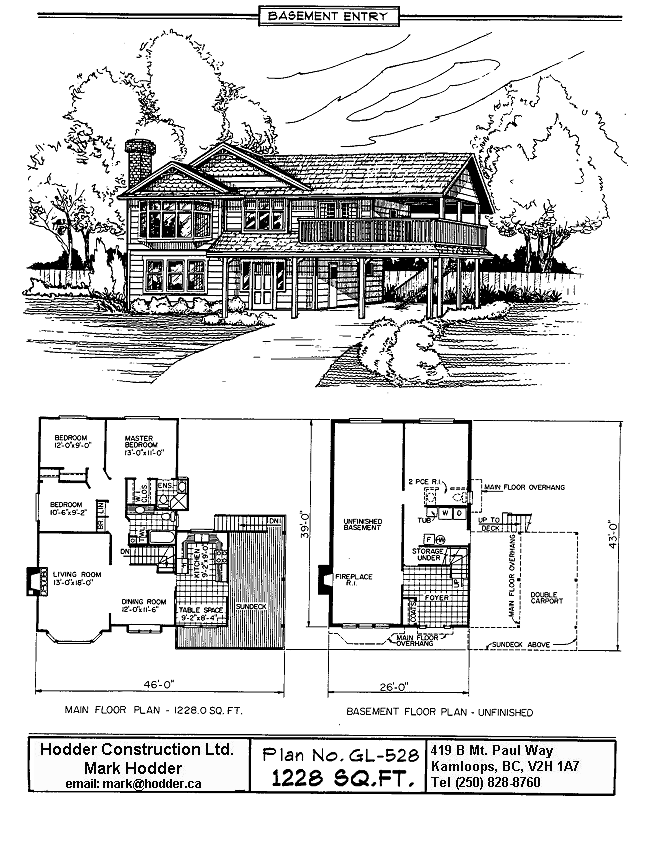 BASEMENT ENTRY
BEDROOM
12'-0"x9'-0"
MASTER
BEDROOM
13'-0"x11'-0"
W.I.
CLOS.
ENS.
BEDROOM
10'-6"x9'-2"
LIN
BR
DN
LIVING ROOM
13'-0"x18'-0"
DINING ROOM
12'-0"x11'-6"
KITCHEN
9'-2"x9'-0"
TABLE SPACE
9'-2"x8'-4"
DN
SUNDECK
46'-0"
MAIN FLOOR PLAN - 1228.0 SQ. FT.
39'-0"
2 PCE R.I.
TUB
W
D
F
HW
UNFINISHED
BASEMENT
STORAGE
UNDER
UP
FIREPLACE
R.I.
COATS
FOYER
MAIN FLOOR
OVERHANG
MAIN FLOOR OVERHANG
UP TO
DECK
MAIN FLOOR OVERHANG
DOUBLE
CARPORT
SUNDECK ABOVE
43'-0"
26'-0"
BASEMENT FLOOR PLAN - UNFINISHED
Hodder Construction Ltd.
Mark Hodder
email: mark@hodder.ca
Plan No. GL-528
1228 SQ.FT.
419 B Mt. Paul Way
Kamloops, BC, V2H 1A7
Tel (250) 828-8760